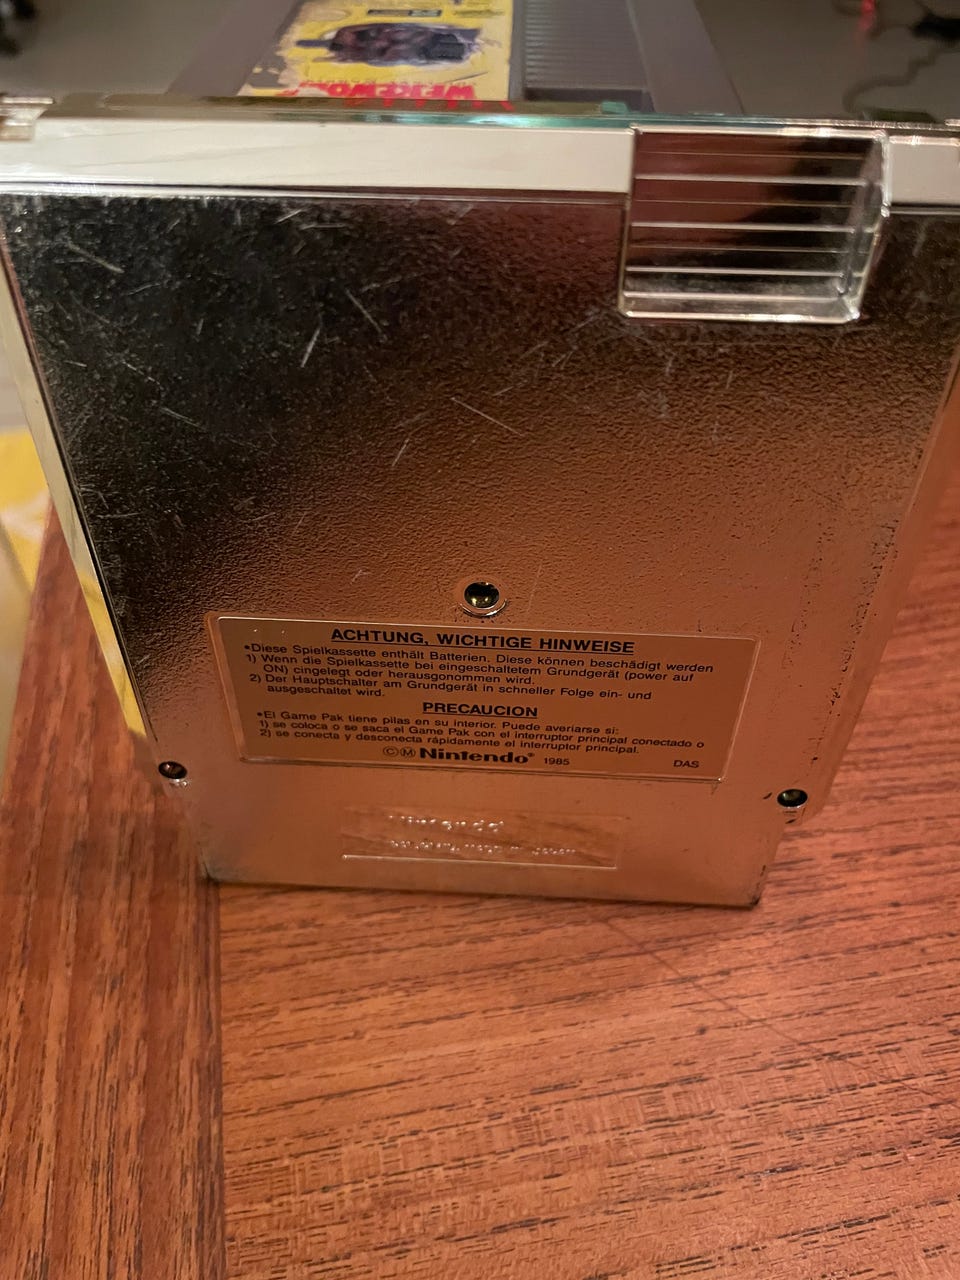 WEREWOLF
ACHTUNG, WICHTIGE HINWEISE
•Diese Spielkassette enthält Batterien. Diese können beschädigt werden
1) Wenn die Spielkassette bei eingeschaltetem Grundgerät (power auf
ON) eingelegt oder herausgonommen wird.
2) Der Hauptschalter am Grundgerät in schneller Folge ein- und
ausgeschaltet wird.
PRECAUCION
•El Game Pak tiene pilas en su interior. Puede averiarse si:
1) se coloca o se saca el Game Pak con el interruptor principal conectado o
2) se conecta y desconecta rápidamente el interruptor principal.
©Ⓜ Nintendo® 1985 DAS
Nintendo